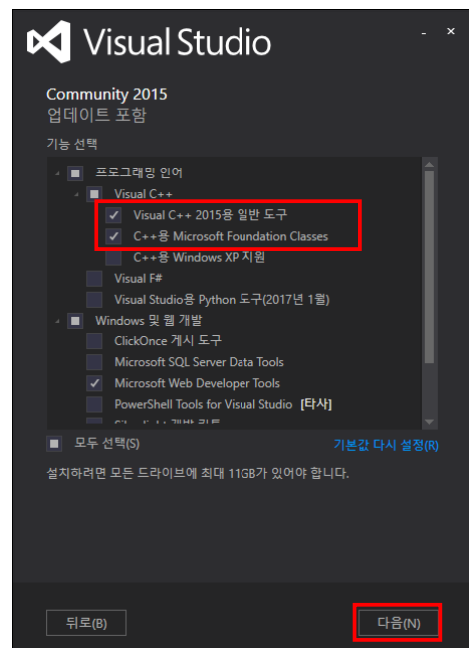 Visual Studio
Community 2015
업데이트 포함
기능 선택
프로그래밍 언어
Visual C++
Visual C++ 2015용 일반 도구
C++용 Microsoft Foundation Classes
C++용 Windows XP 지원
Visual F#
Visual Studio용 Python 도구(2017년 1월)
Windows 및 웹 개발
ClickOnce 게시 도구
Microsoft SQL Server Data Tools
Microsoft Web Developer Tools
PowerShell Tools for Visual Studio [타사]
모두 선택(S)
기본값 다시 설정(R)
설치하려면 모든 드라이브에 최대 11GB가 있어야 합니다.
뒤로(B)
다음(N)